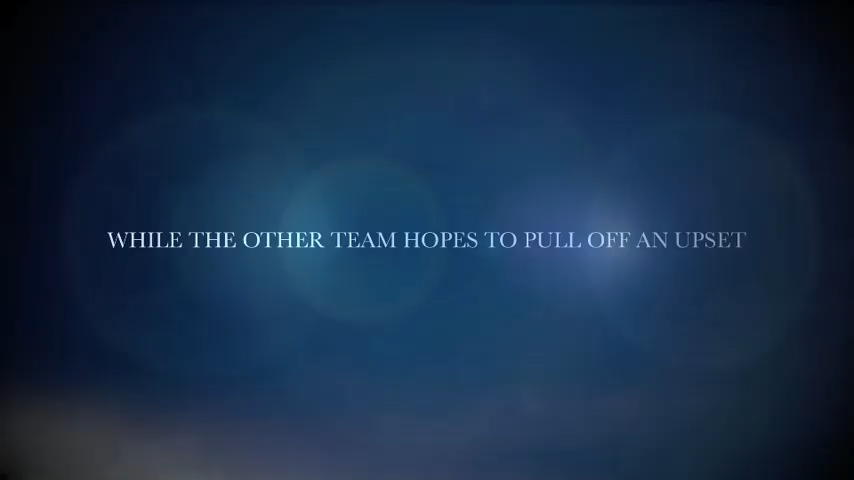 WHILE THE OTHER TEAM HOPES TO PULL OFF AN UPSET